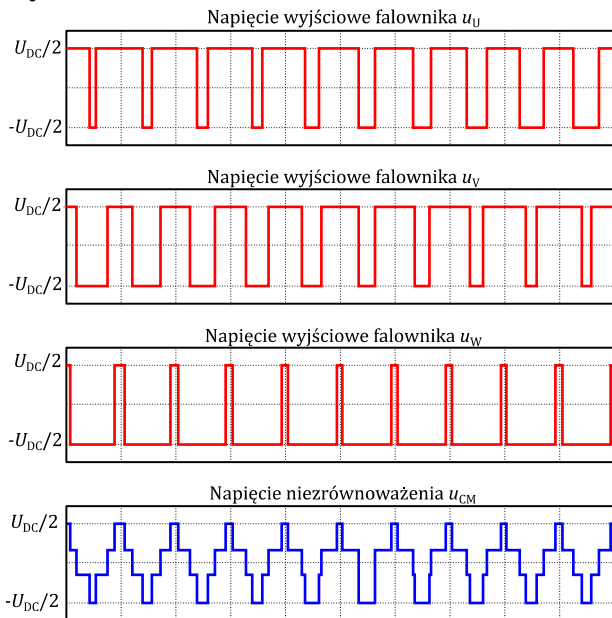 Napięcie wyjściowe falownika uU
UDC/2
-UDC/2
Napięcie wyjściowe falownika uV
UDC/2
-UDC/2
Napięcie wyjściowe falownika uW
UDC/2
-UDC/2
Napięcie niezrównoważenia uCM
UDC/2
-UDC/2